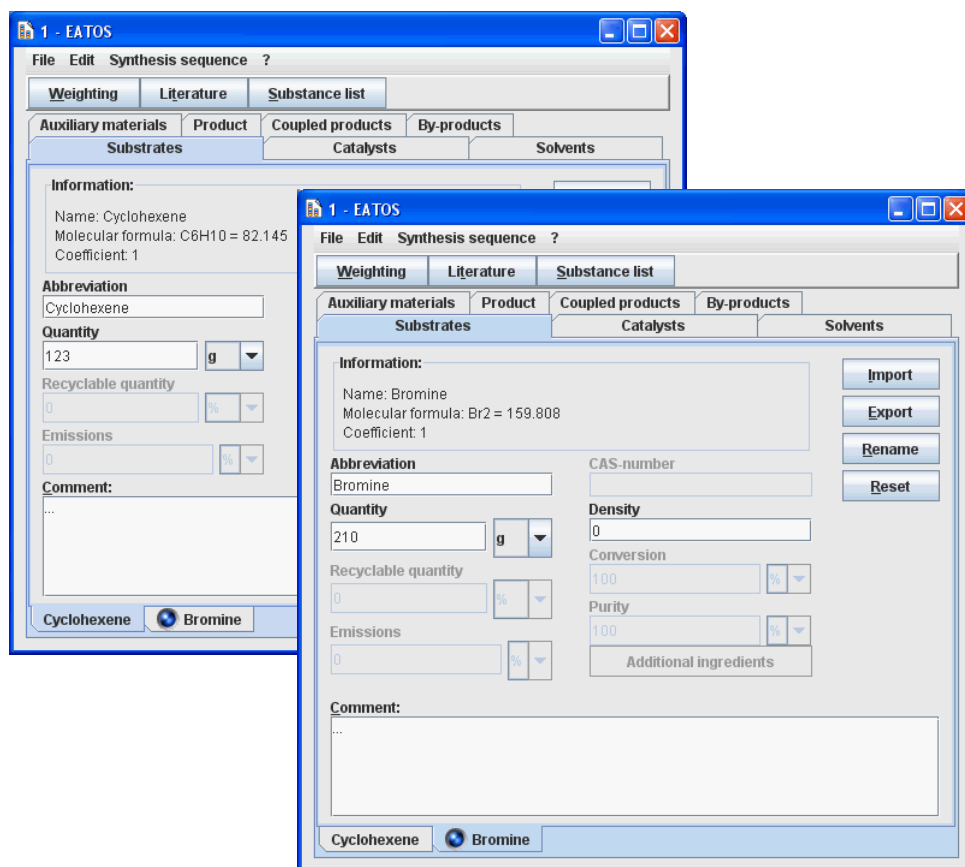 1 - EATOS
File Edit Synthesis sequence ?
Weighting Literature Substance list
Auxiliary materials Product Coupled products By-products
Substrates Catalysts Solvents
Information:
Name: Cyclohexene
Molecular formula: C6H10 = 82.145
Coefficient: 1
Abbreviation
Cyclohexene
Quantity
123 g
Recyclable quantity
0 %
Emissions
0 %
Comment:
...
Cyclohexene Bromine
1 - EATOS
File Edit Synthesis sequence ?
Weighting Literature Substance list
Auxiliary materials Product Coupled products By-products
Substrates Catalysts Solvents
Information:
Name: Bromine
Molecular formula: Br2 = 159.808
Coefficient: 1
Import
Export
Rename
Reset
Abbreviation
Bromine
CAS-number
Quantity
210 g
Density
0
Recyclable quantity
0 %
Conversion
100 %
Emissions
0 %
Purity
100 %
Additional ingredients
Comment:
...
Cyclohexene Bromine